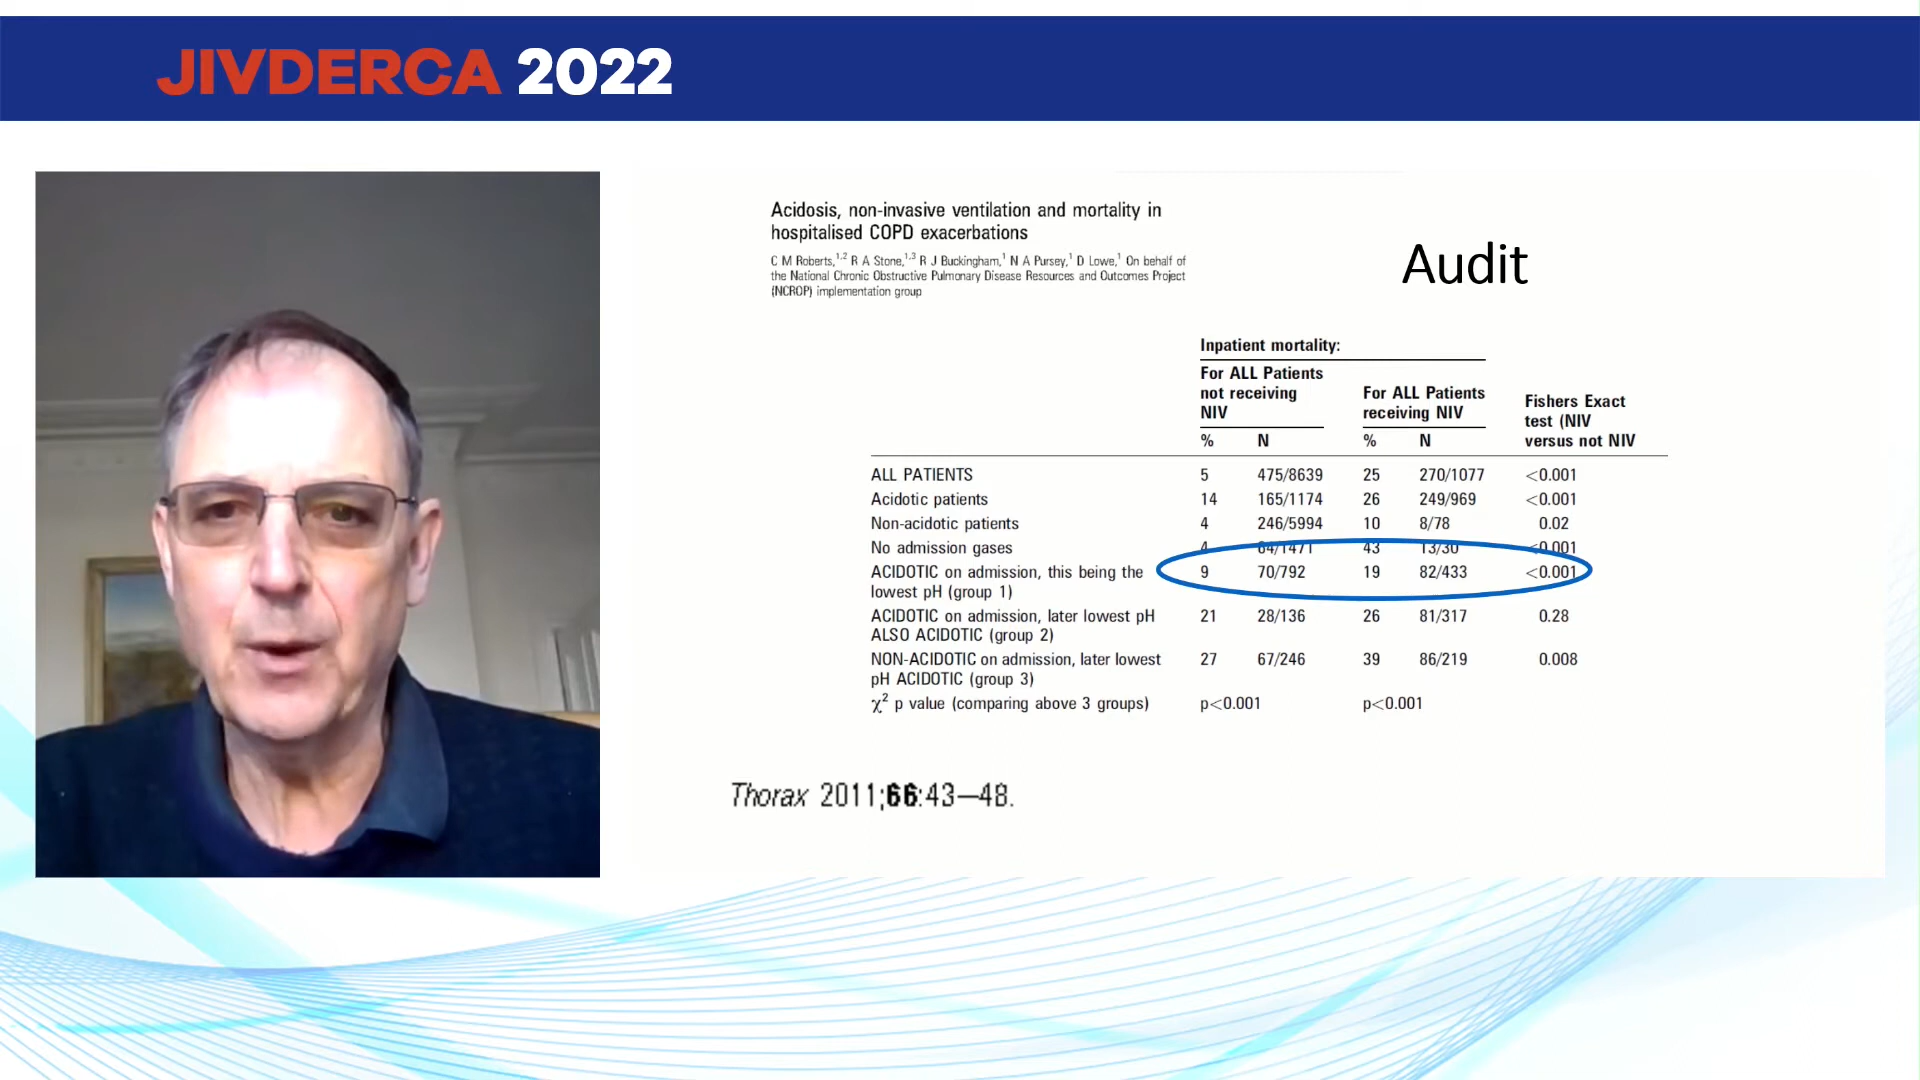 JIVDERCA 2022
Acidosis, non-invasive ventilation and mortality in
hospitalised COPD exacerbations
C M Roberts,1,2 R A Stone,1,3 R J Buckingham,1 N A Pursey,1 D Lowe,1 On behalf of
the National Chronic Obstructive Pulmonary Disease Resources and Outcomes Project
(NCROP) implementation group
Audit
Inpatient mortality:
For ALL Patients
not receiving
NIV
For ALL Patients
receiving NIV
Fishers Exact
test (NIV
versus not NIV
% N % N
ALL PATIENTS 5 475/8639 25 270/1077 <0.001
Acidotic patients 14 165/1174 26 249/969 <0.001
Non-acidotic patients 4 246/5994 10 8/78 0.02
No admission gases 4 64/1471 43 13/30 <0.001
ACIDOTIC on admission, this being the 9 70/792 19 82/433 <0.001
lowest pH (group 1)
ACIDOTIC on admission, later lowest pH 21 28/136 26 81/317 0.28
ALSO ACIDOTIC (group 2)
NON-ACIDOTIC on admission, later lowest 27 67/246 39 86/219 0.008
pH ACIDOTIC (group 3)
χ2 p value (comparing above 3 groups) p<0.001 p<0.001
Thorax 2011;66:43—48.